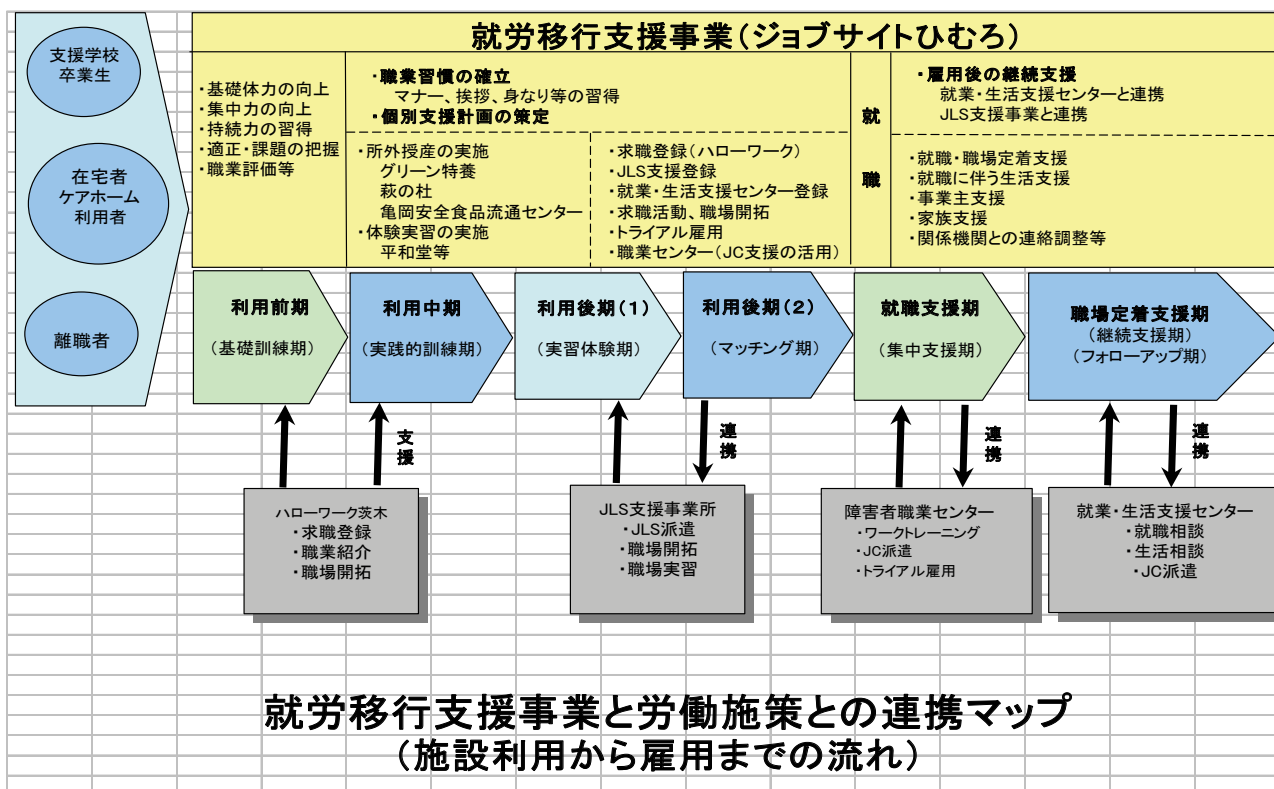 支援学校
卒業生
在宅者
ケアホーム
利用者
離職者
就労移行支援事業(ジョブサイトひむろ)
・基礎体力の向上
・集中力の向上
・持続力の習得
・適正・課題の把握
・職業評価等
・職業習慣の確立
マナー、挨拶、身なり等の習得
・個別支援計画の策定
・所外授産の実施
グリーン特養
萩の杜
亀岡安全食品流通センター
・体験実習の実施
平和堂等
・求職登録(ハローワーク)
・JLS支援登録
・就業・生活支援センター登録
・求職活動、職場開拓
・トライアル雇用
・職業センター(JC支援の活用)
就
職
・雇用後の継続支援
就業・生活支援センターと連携
JLS支援事業と連携
・就職・職場定着支援
・就職に伴う生活支援
・事業主支援
・家族支援
・関係機関との連絡調整等
利用前期
(基礎訓練期)
利用中期
(実践的訓練期)
利用後期(1)
(実習体験期)
利用後期(2)
(マッチング期)
就職支援期
(集中支援期)
職場定着支援期
(継続支援期)
(フォローアップ期)
支援
連携
連携
連携
ハローワーク茨木
・求職登録
・職業紹介
・職場開拓
JLS支援事業所
・JLS派遣
・職場開拓
・職場実習
障害者職業センター
・ワークトレーニング
・JC派遣
・トライアル雇用
就業・生活支援センター
・就職相談
・生活相談
・JC派遣
就労移行支援事業と労働施策との連携マップ
(施設利用から雇用までの流れ)